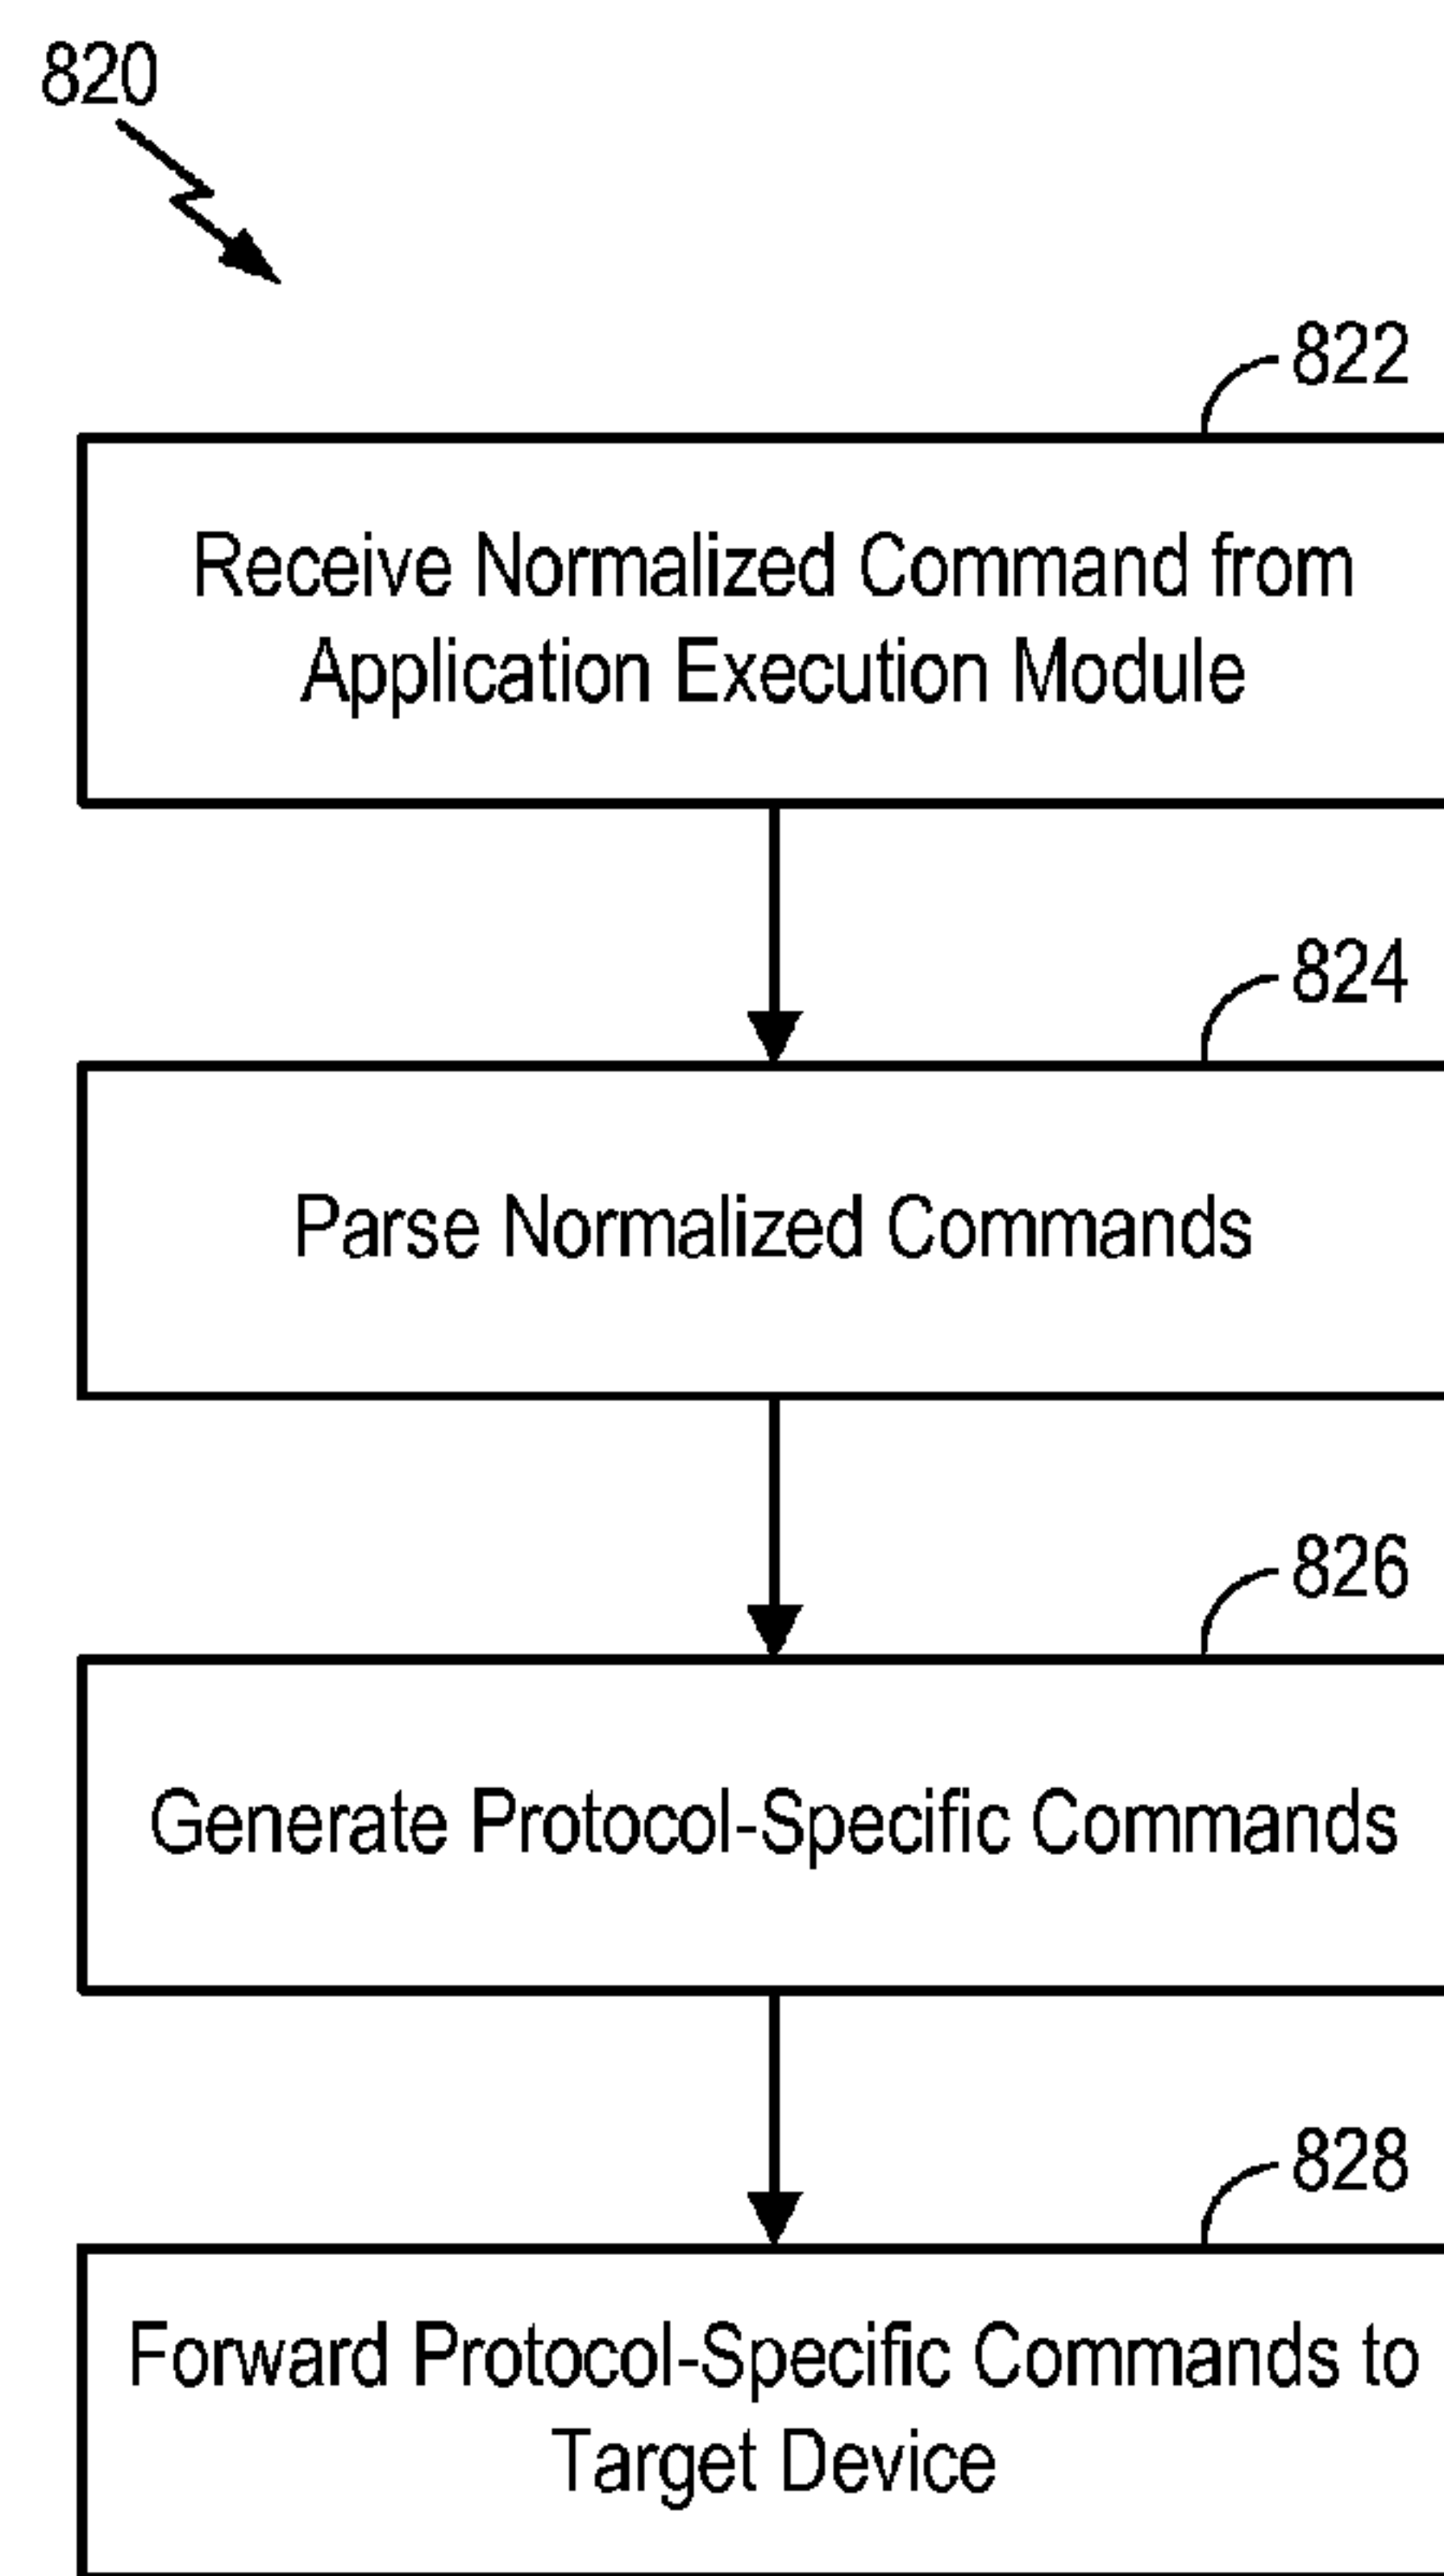 820
822
Receive Normalized Command from
Application Execution Module
824
Parse Normalized Commands
826
Generate Protocol-Specific Commands
828
Forward Protocol-Specific Commands to
Target Device